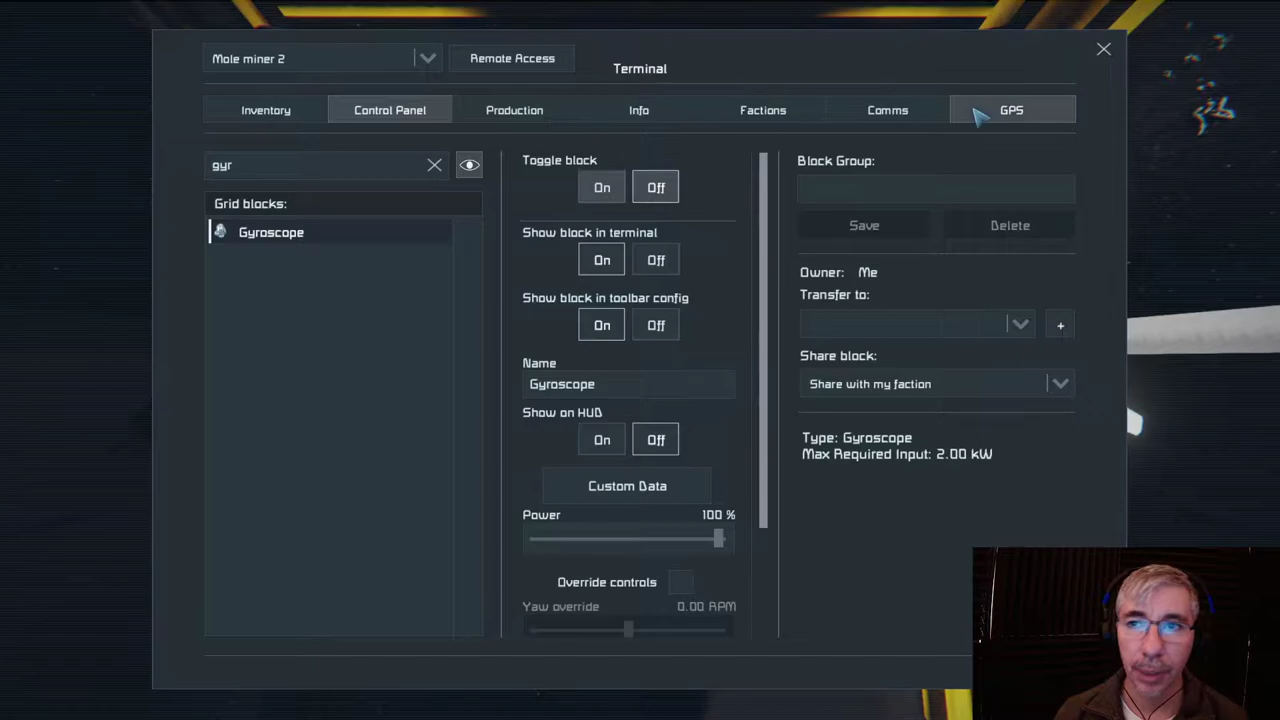 Mole miner 2
Remote Access
Terminal
Inventory
Control Panel
Production
Info
Factions
Comms
GPS
gyr
Grid blocks:
Gyroscope
Toggle block
On
Off
Show block in terminal
On
Off
Show block in toolbar config
On
Off
Name
Gyroscope
Show on HUD
On
Off
Custom Data
Power
100 %
Override controls
Yaw override
0.00 RPM
Block Group:
Save
Delete
Owner: Me
Transfer to:
+
Share block:
Share with my faction
Type: Gyroscope
Max Required Input: 2.00 kW